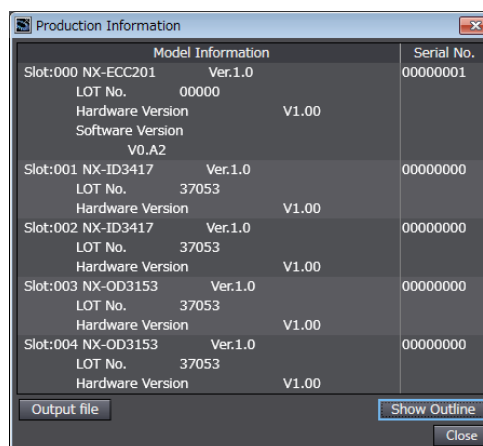 Production Information
Model Information Serial No.
Slot:000 NX-ECC201 Ver.1.0 00000001
LOT No. 00000
Hardware Version V1.00
Software Version
V0.A2
Slot:001 NX-ID3417 Ver.1.0 00000000
LOT No. 37053
Hardware Version V1.00
Slot:002 NX-ID3417 Ver.1.0 00000000
LOT No. 37053
Hardware Version V1.00
Slot:003 NX-OD3153 Ver.1.0 00000000
LOT No. 37053
Hardware Version V1.00
Slot:004 NX-OD3153 Ver.1.0 00000000
LOT No. 37053
Hardware Version V1.00
Output file Show Outline
Close